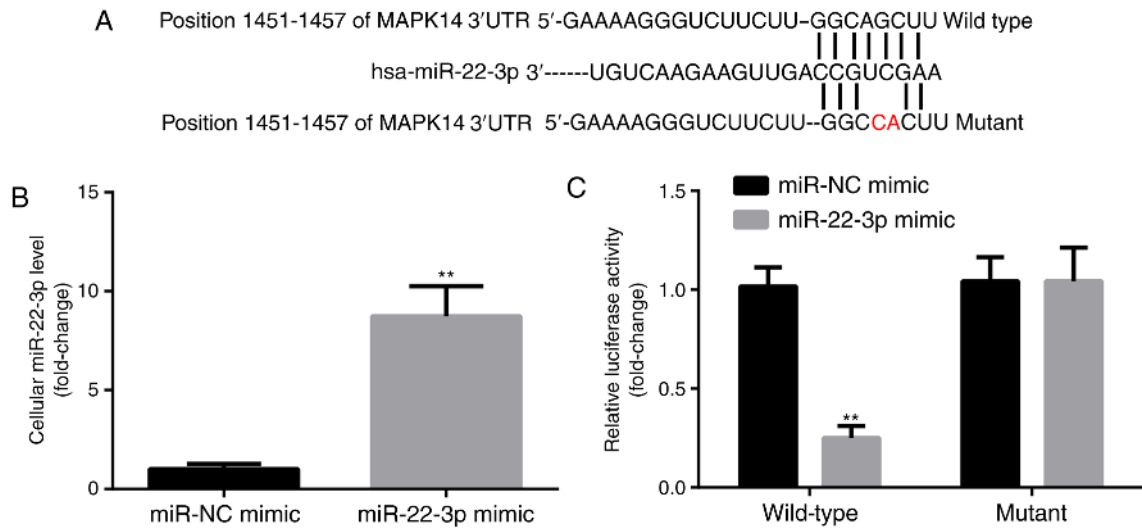 A
Position 1451-1457 of MAPK14 3'UTR 5'-GAAAAGGGUCUUCUU-GGCAGCUU Wild type
hsa-miR-22-3p 3'------UGUCAAGAAGUUGACCGUCGAA
Position 1451-1457 of MAPK14 3'UTR 5'-GAAAAGGGUCUUCUU--GGCCACUU Mutant
B
Cellular miR-22-3p level
(fold-change)
15
10
5
0
**
miR-NC mimic
miR-22-3p mimic
C
miR-NC mimic
miR-22-3p mimic
Relative luciferase activity
(fold-change)
1.5
1.0
0.5
0.0
**
Wild-type
Mutant